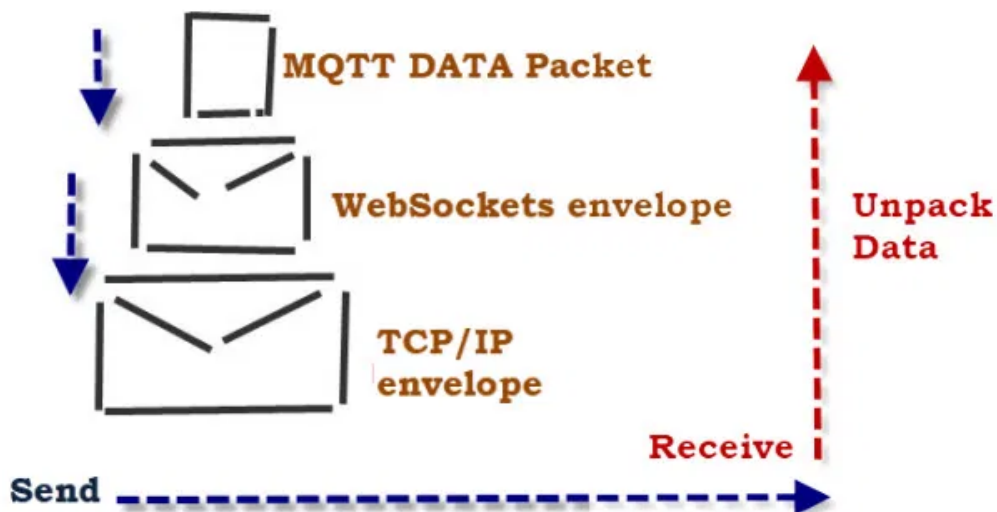 MQTT DATA Packet
WebSockets envelope
Unpack
Data
TCP/IP
envelope
Receive
Send